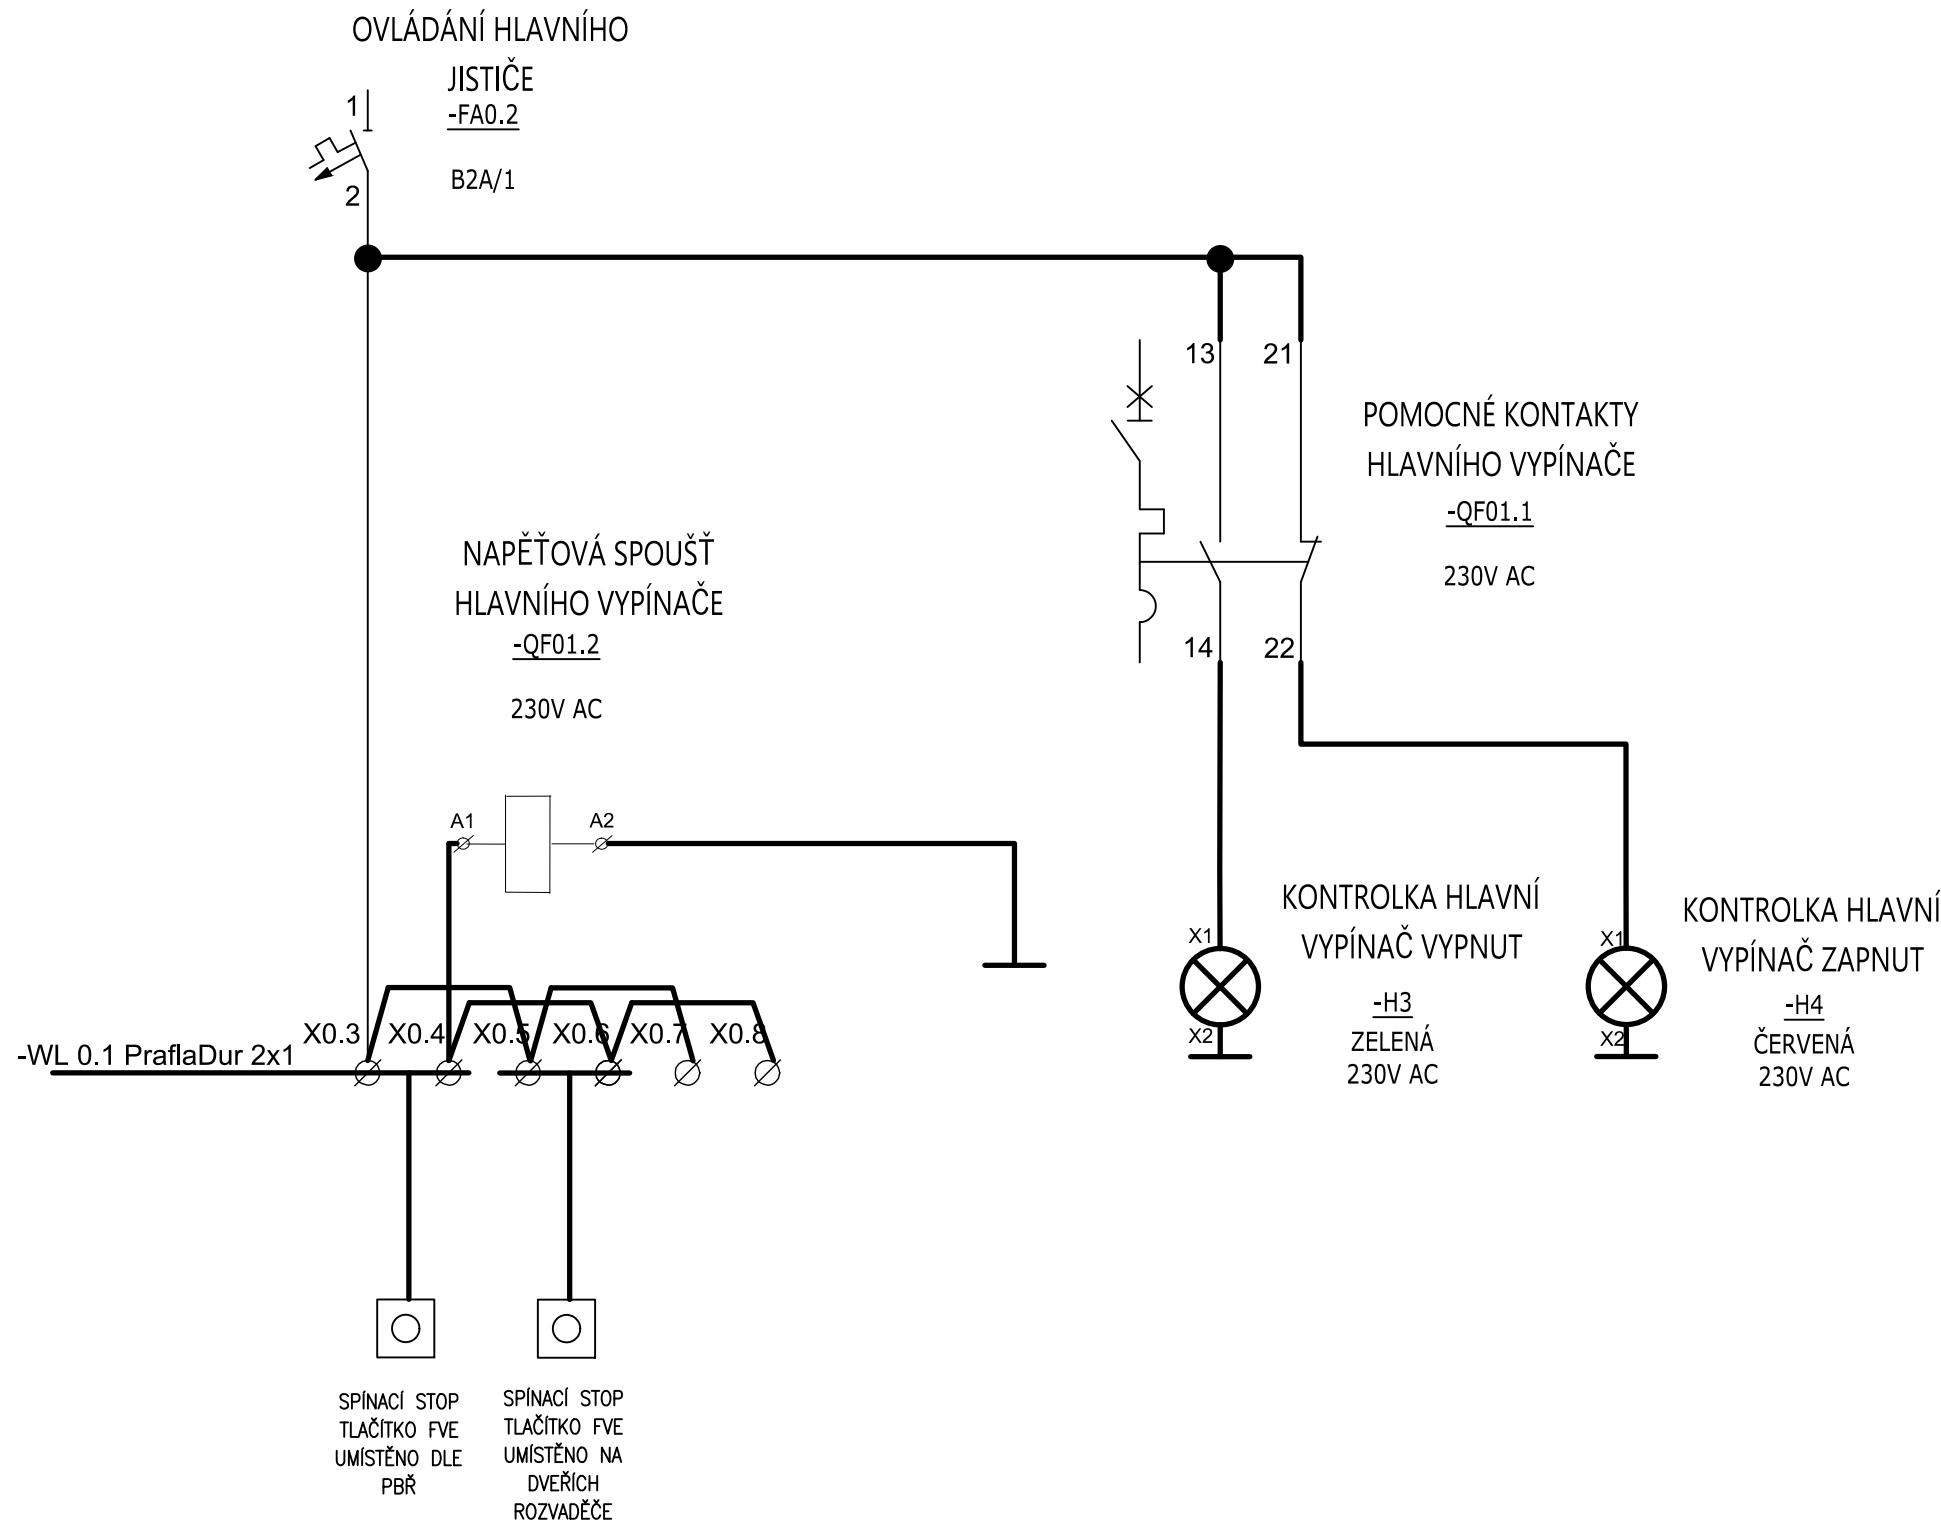 OVLÁDÁNÍ HLAVNÍHO
JISTIČE
-FA0.2
B2A/1
1
2
13
21
POMOCNÉ KONTAKTY
HLAVNÍHO VYPÍNAČE
-QF01.1
230V AC
14
22
NAPĚŤOVÁ SPOUŠŤ
HLAVNÍHO VYPÍNAČE
-QF01.2
230V AC
A1
A2
KONTROLKA HLAVNÍ
VYPÍNAČ VYPNUT
-H3
ZELENÁ
230V AC
X1
X2
KONTROLKA HLAVNÍ
VYPÍNAČ ZAPNUT
-H4
ČERVENÁ
230V AC
X1
X2
X0.3 X0.4 X0.5 X0.6 X0.7 X0.8
-WL 0.1 PraflaDur 2x1
SPÍNACÍ STOP
TLAČÍTKO FVE
UMÍSTĚNO DLE
PBŘ
SPÍNACÍ STOP
TLAČÍTKO FVE
UMÍSTĚNO NA
DVEŘÍCH
ROZVADĚČE